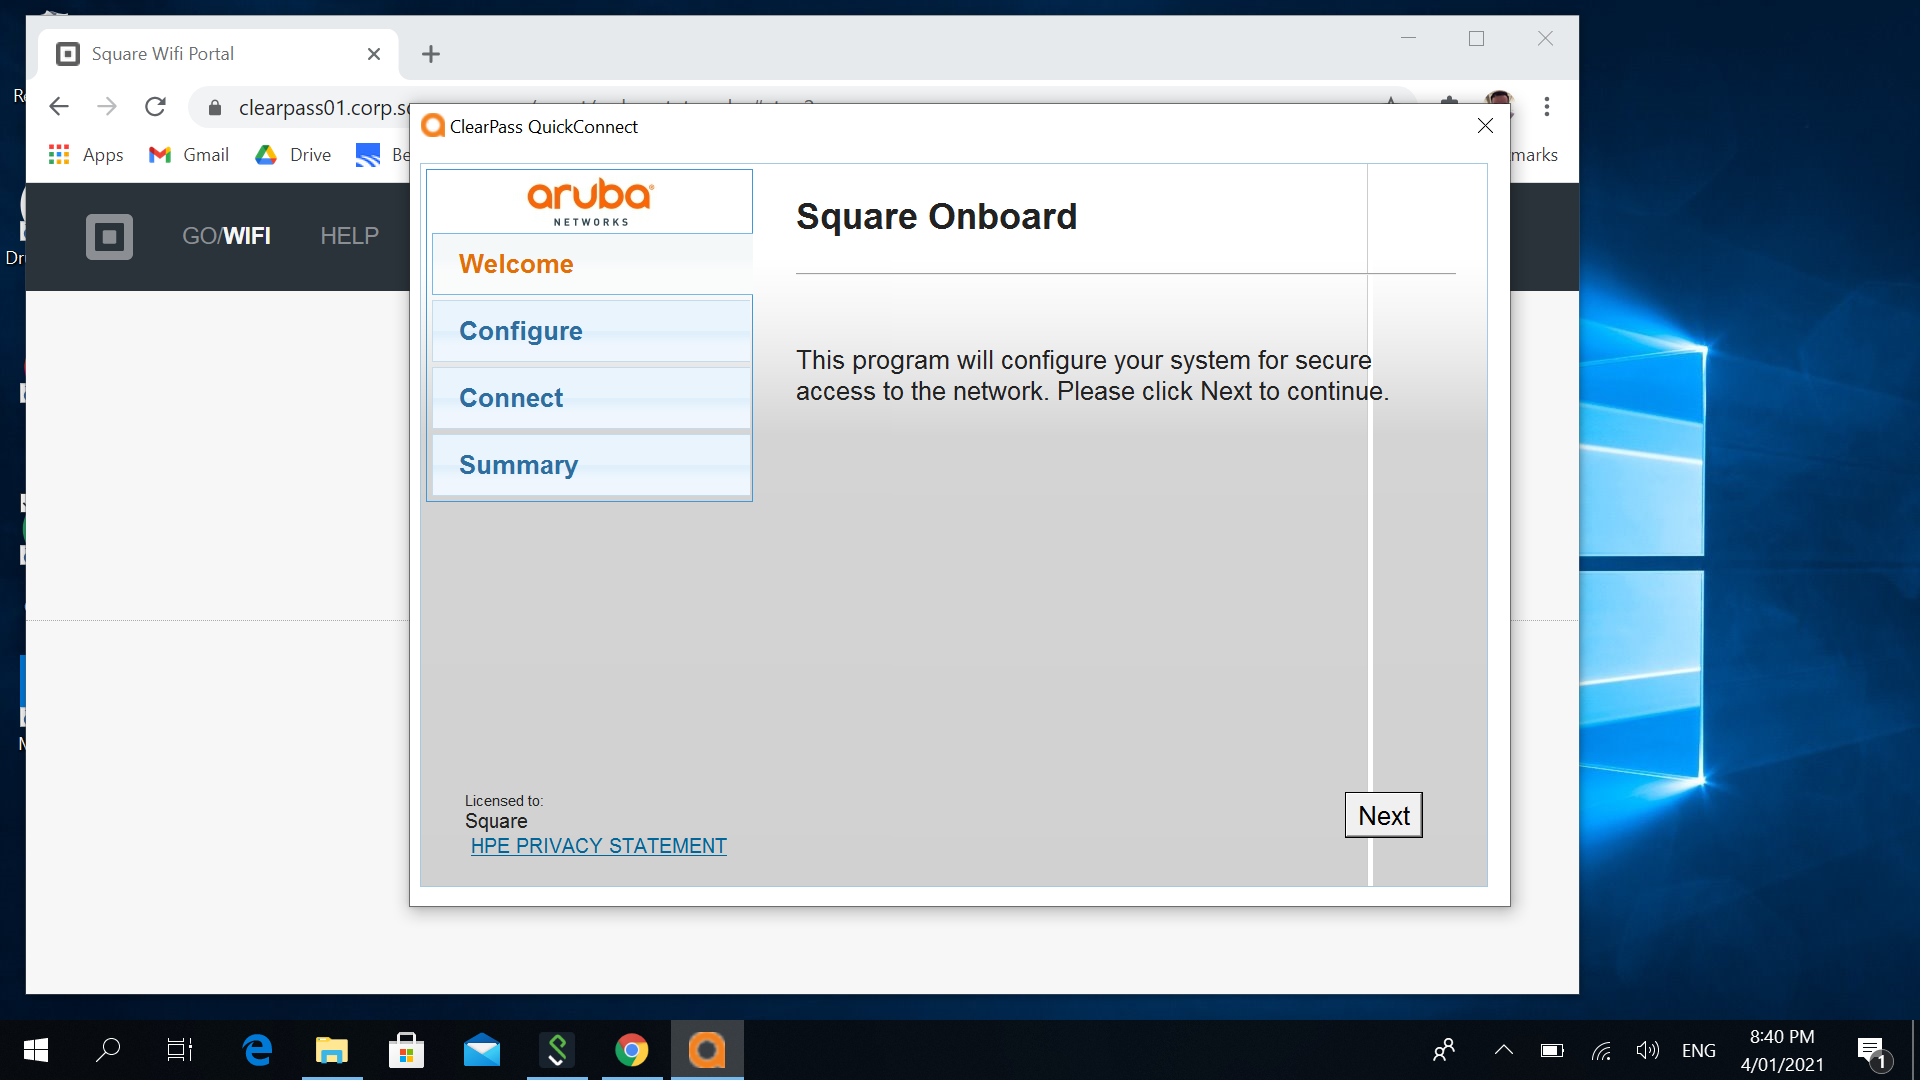 Square Wifi Portal
clearpass01.corp.s
Apps
Gmail
Drive
Be
marks
ClearPass QuickConnect
GO/WIFI
HELP
aruba
NETWORKS
Welcome
Configure
Connect
Summary
Square Onboard
This program will configure your system for secure
access to the network. Please click Next to continue.
Licensed to:
Square
HPE PRIVACY STATEMENT
Next
Dr
ENG
8:40 PM
4/01/2021
1